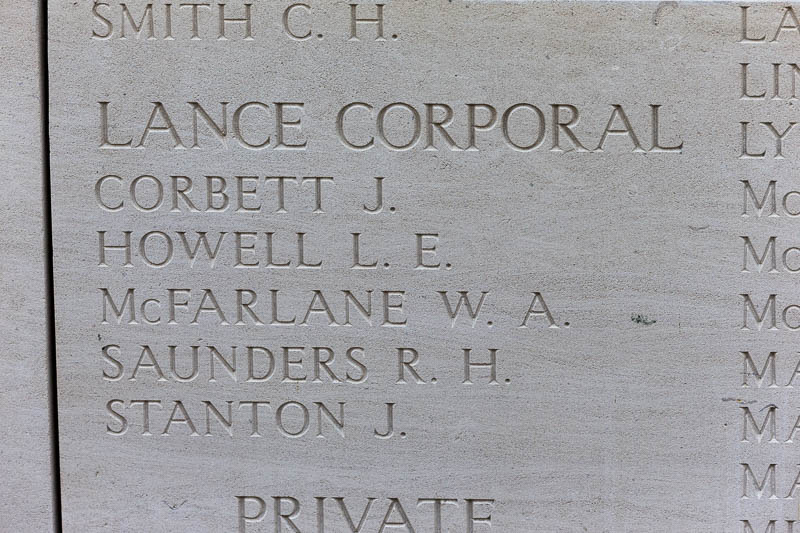 SMITH C. H.
LANCE CORPORAL
CORBETT J.
HOWELL L. E.
McFARLANE W. A.
SAUNDERS R. H.
STANTON J.
PRIVATE